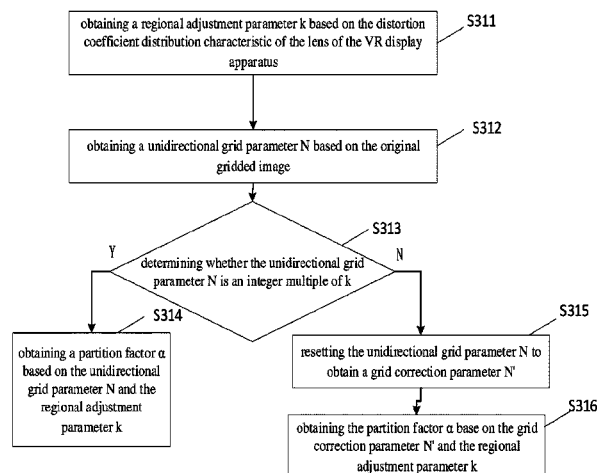 obtaining a regional adjustment parameter k based on the distortion
coefficient distribution characteristic of the lens of the VR display
apparatus
S311
obtaining a unidirectional grid parameter N based on the original
gridded image
S312
determining whether the unidirectional grid
parameter N is an integer multiple of k
S313
Y
N
obtaining a partition factor α
based on the unidirectional
grid parameter N and the
regional adjustment
parameter k
S314
resetting the unidirectional grid parameter N to
obtain a grid correction parameter N'
S315
obtaining the partition factor α base on the grid
correction parameter N' and the regional
adjustment parameter k
S316